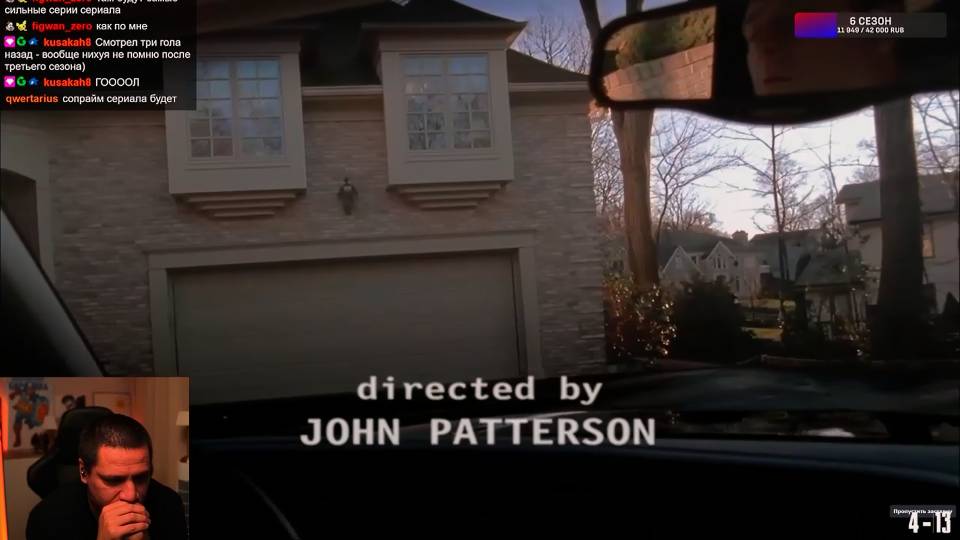 сильные серии сериала
figwan_zero как по мне
kusakah8 Смотрел три гола
назад - вообще нихуя не помню после
третьего сезона)
kusakah8 ГООООЛ
qwertarius сопрайм сериала будет
6 СЕЗОН
11 949 / 42 000 RUB
directed by
JOHN PATTERSON
4-13